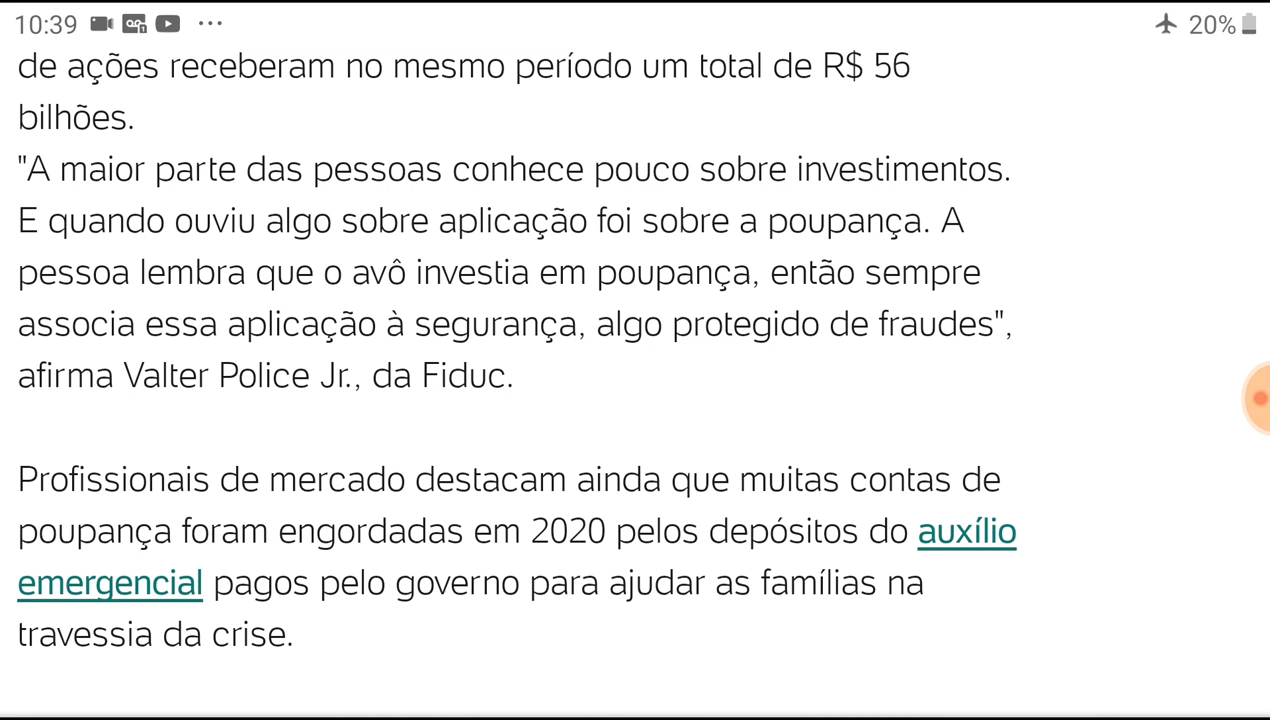 10:39
20%
de ações receberam no mesmo período um total de R$ 56
bilhões.
"A maior parte das pessoas conhece pouco sobre investimentos.
E quando ouviu algo sobre aplicação foi sobre a poupança. A
pessoa lembra que o avô investia em poupança, então sempre
associa essa aplicação à segurança, algo protegido de fraudes",
afirma Valter Police Jr., da Fiduc.
Profissionais de mercado destacam ainda que muitas contas de
poupança foram engordadas em 2020 pelos depósitos do auxílio
emergencial pagos pelo governo para ajudar as famílias na
travessia da crise.